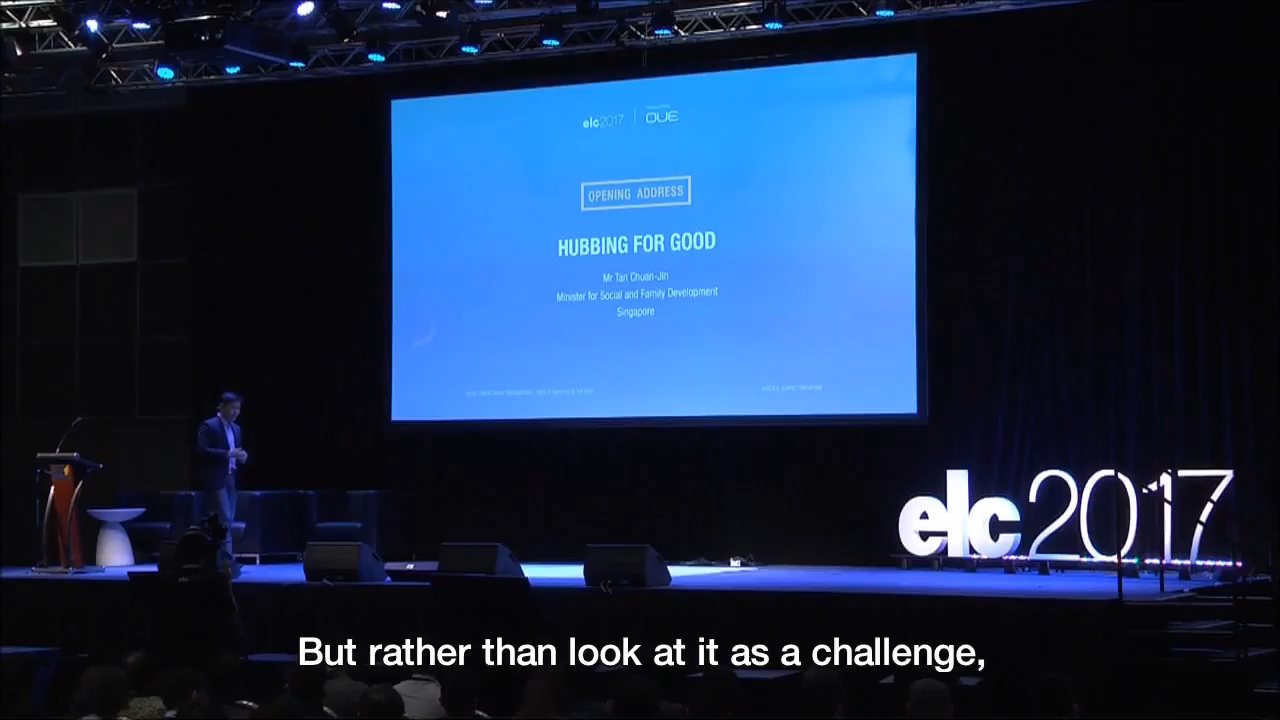 elc2017
OUE
OPENING ADDRESS
HUBBING FOR GOOD
Mr Tan Chuan-Jin
Minister for Social and Family Development
Singapore
elc2017
But rather than look at it as a challenge,